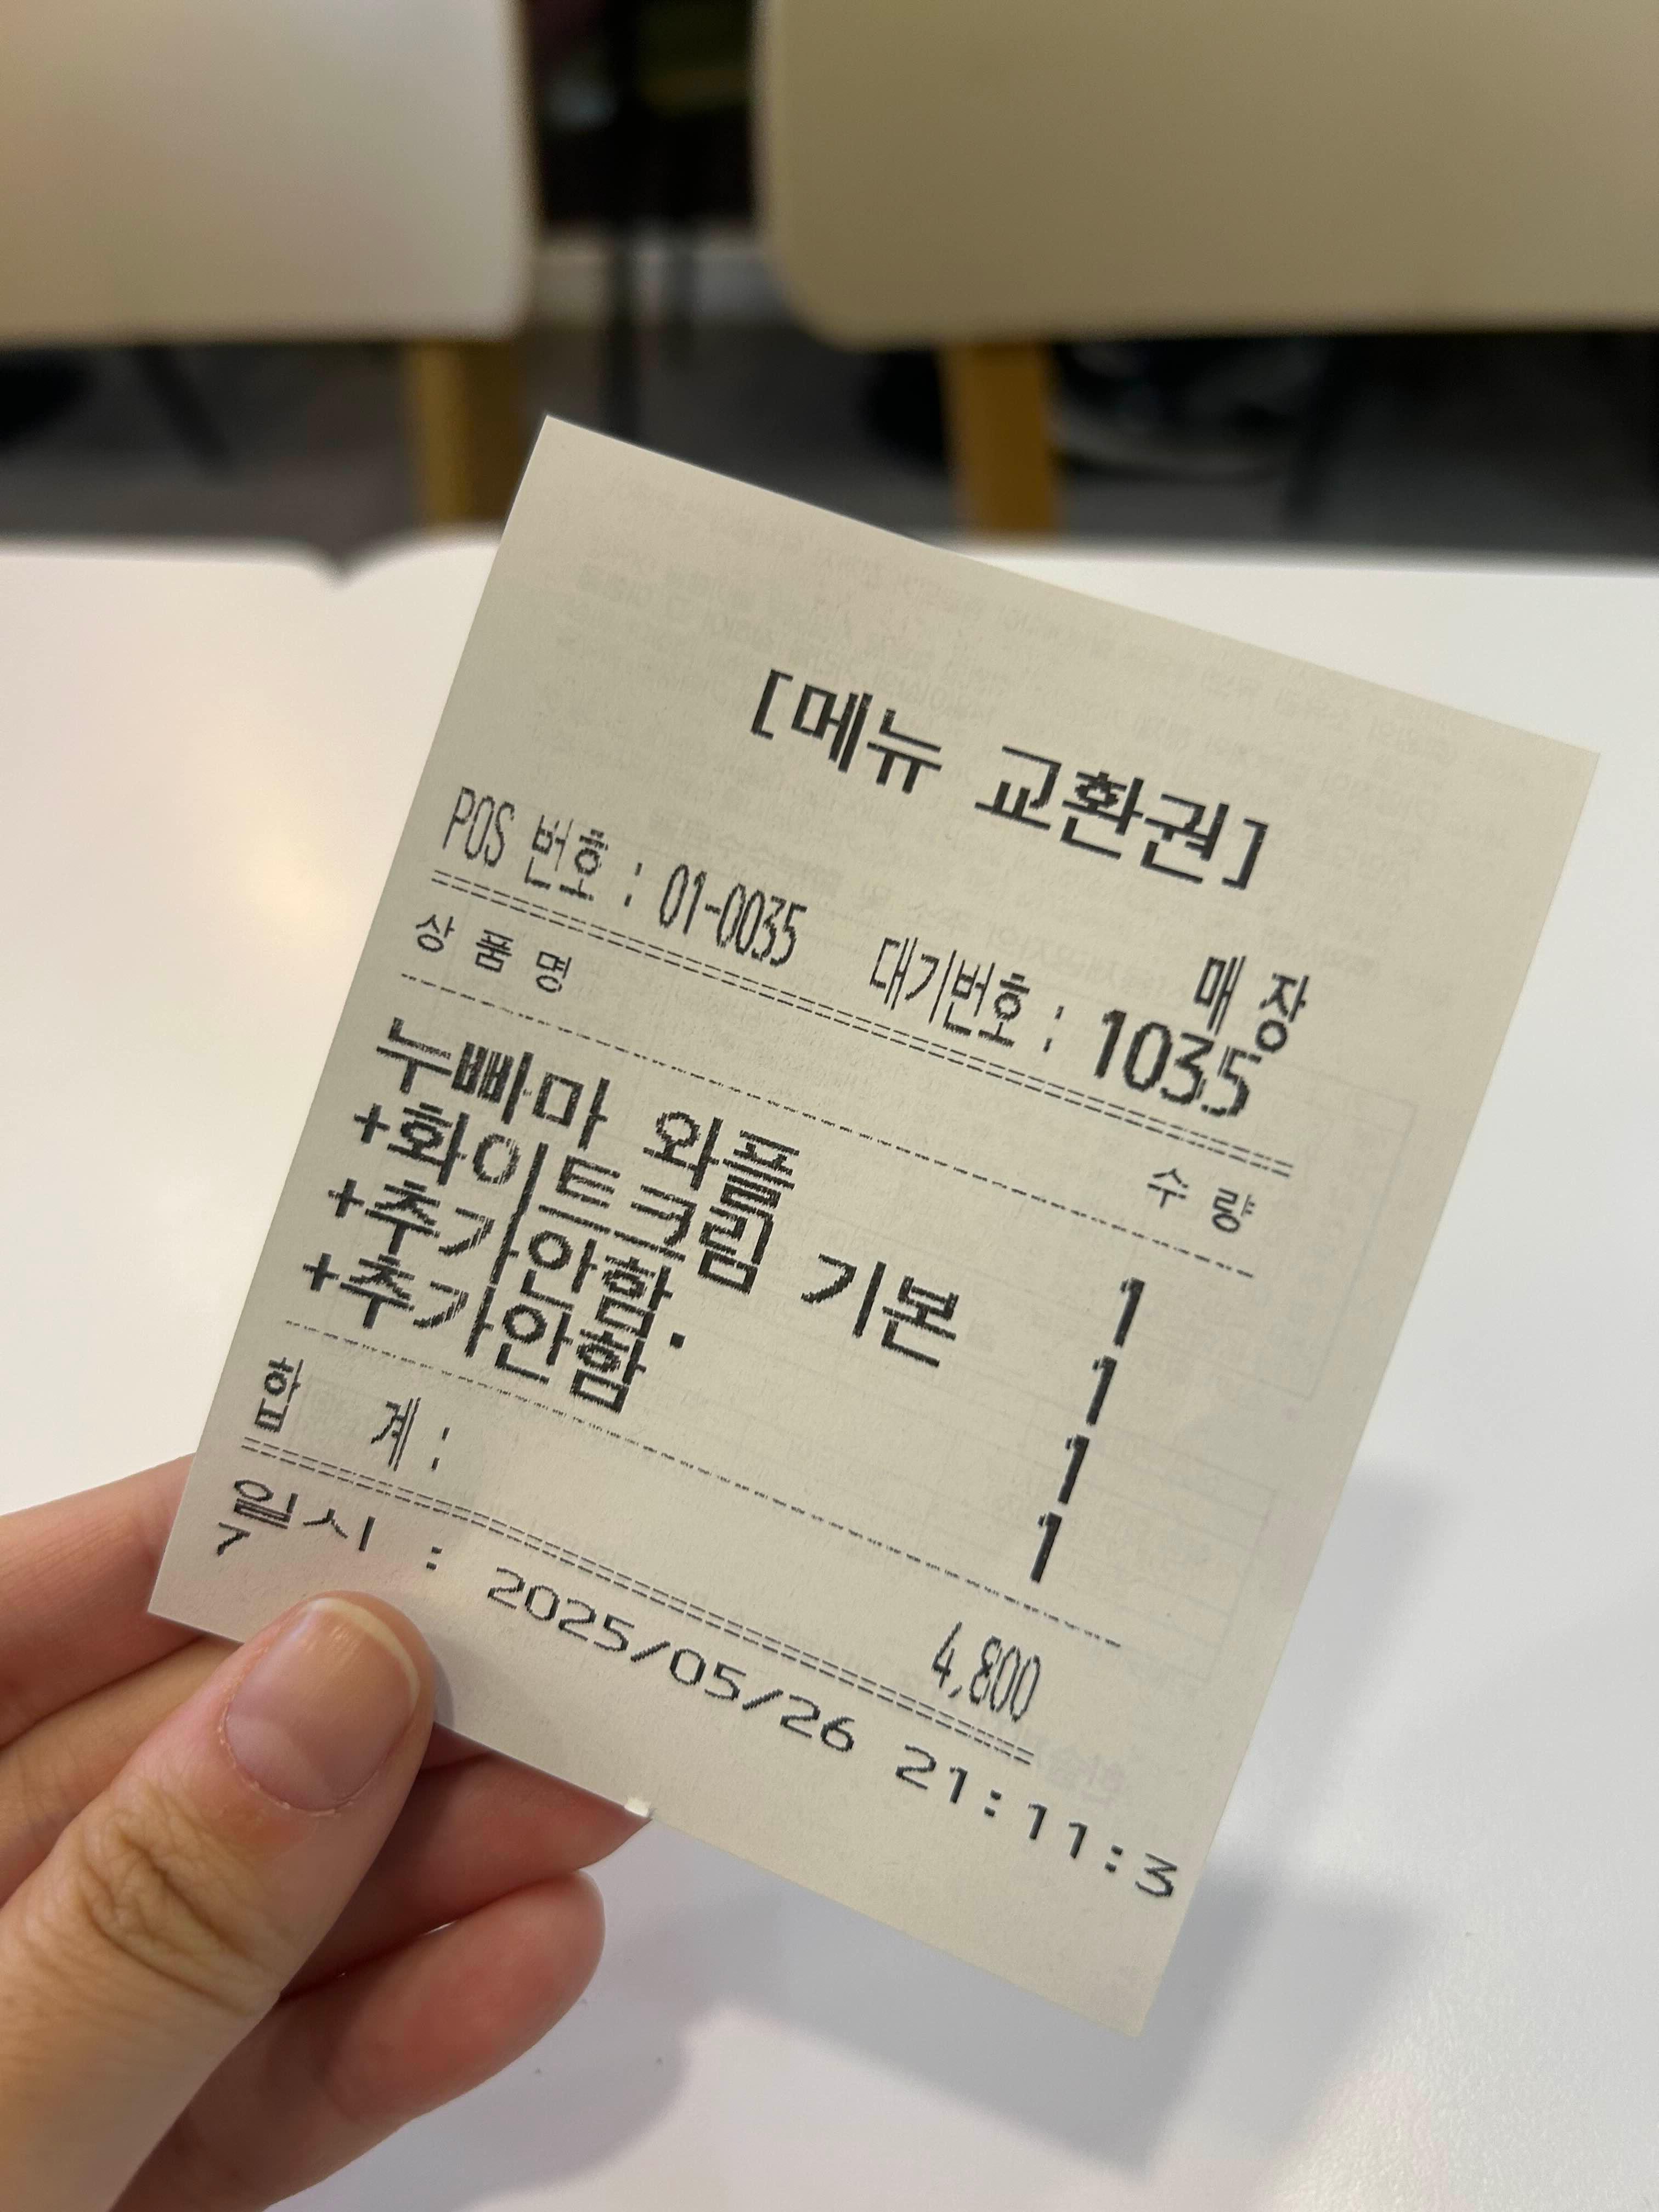 [메뉴 교환권]
매 장
POS 번호 : 01-0035 대기번호 : 1035
상 품 명 수 량
누빠마 와플 1
+화이트크림 기본 1
+추가안함. 1
+추가안함 1
합 계: 4,800
일시 : 2025/05/26 21:11:3
7